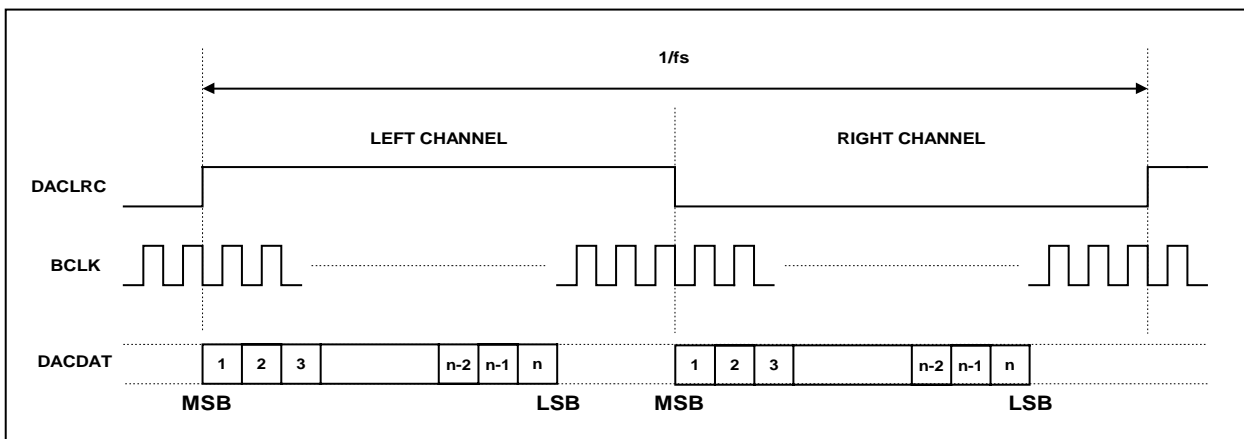 1/fs
LEFT CHANNEL RIGHT CHANNEL
DACLRC
BCLK
DACDAT 1 2 3 n-2 n-1 n 1 2 3 n-2 n-1 n
MSB LSB MSB LSB